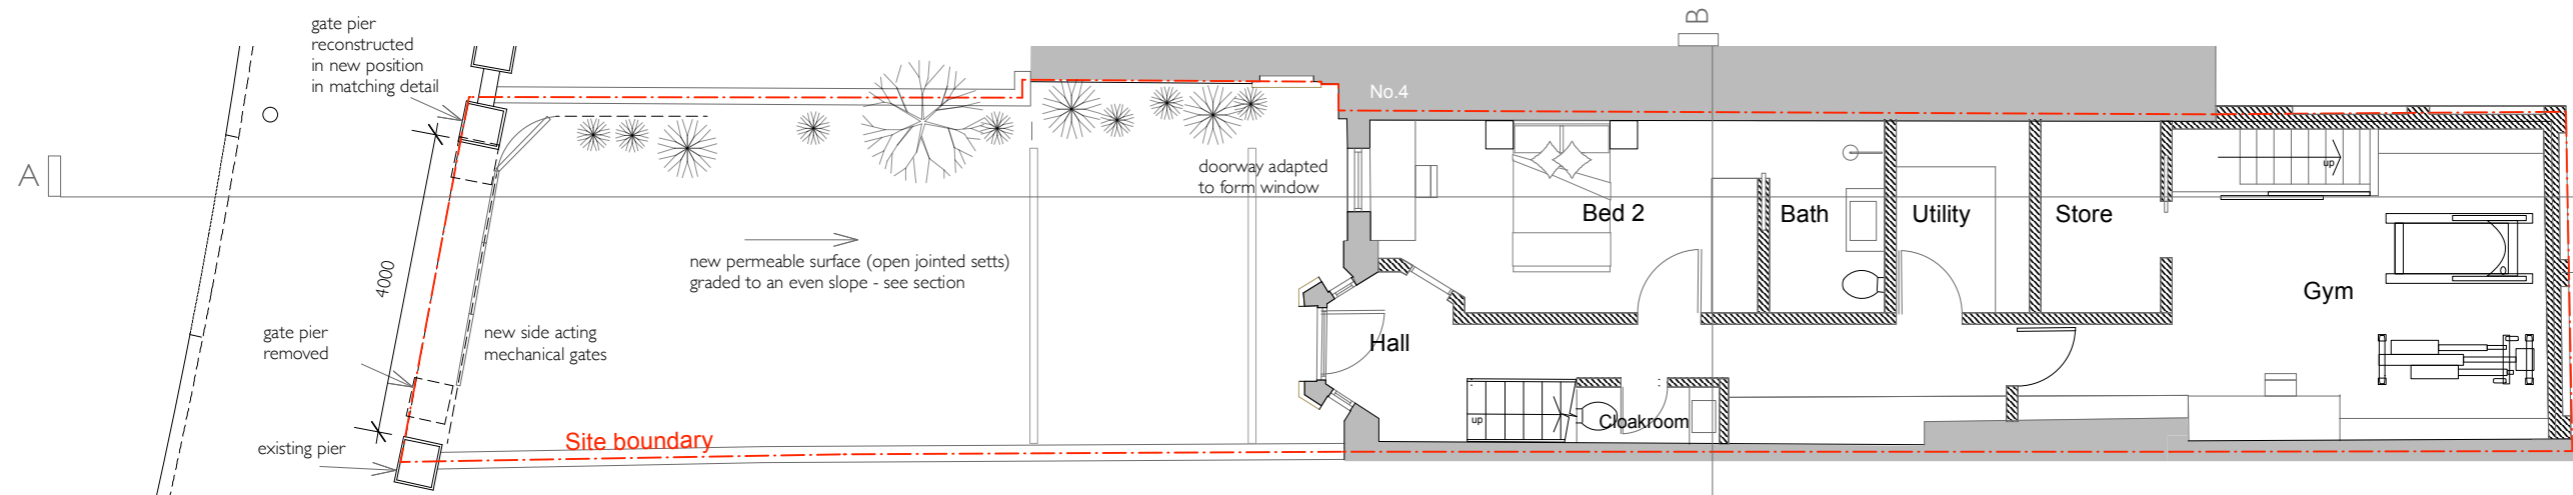 gate pier
reconstructed
in new position
in matching detail
A
B
No.4
4000
gate pier
removed
existing pier
new side acting
mechanical gates
new permeable surface (open jointed setts)
graded to an even slope - see section
Site boundary
doorway adapted
to form window
Bed 2
Bath
Utility
Store
up
Gym
Hall
up
Cloakroom